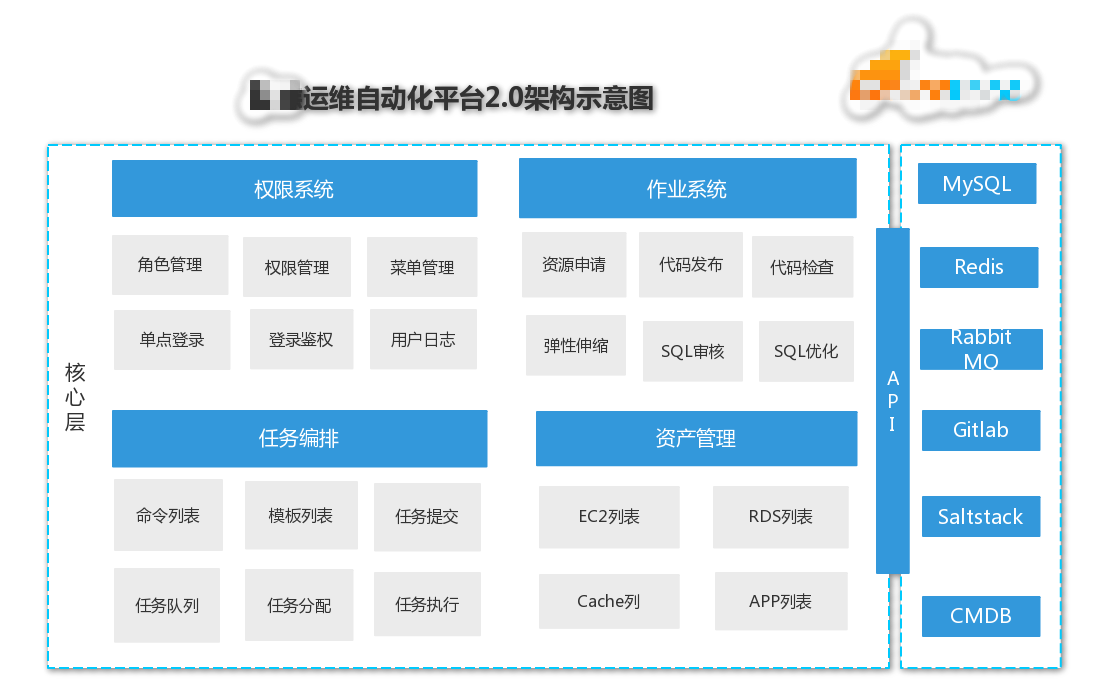 运维自动化平台2.0架构示意图
核
心
层
权限系统
角色管理
权限管理
菜单管理
单点登录
登录鉴权
用户日志
作业系统
资源申请
代码发布
代码检查
弹性伸缩
SQL审核
SQL优化
任务编排
命令列表
模板列表
任务提交
任务队列
任务分配
任务执行
资产管理
EC2列表
RDS列表
Cache列
APP列表
A
P
I
MySQL
Redis
Rabbit
MQ
Gitlab
Saltstack
CMDB